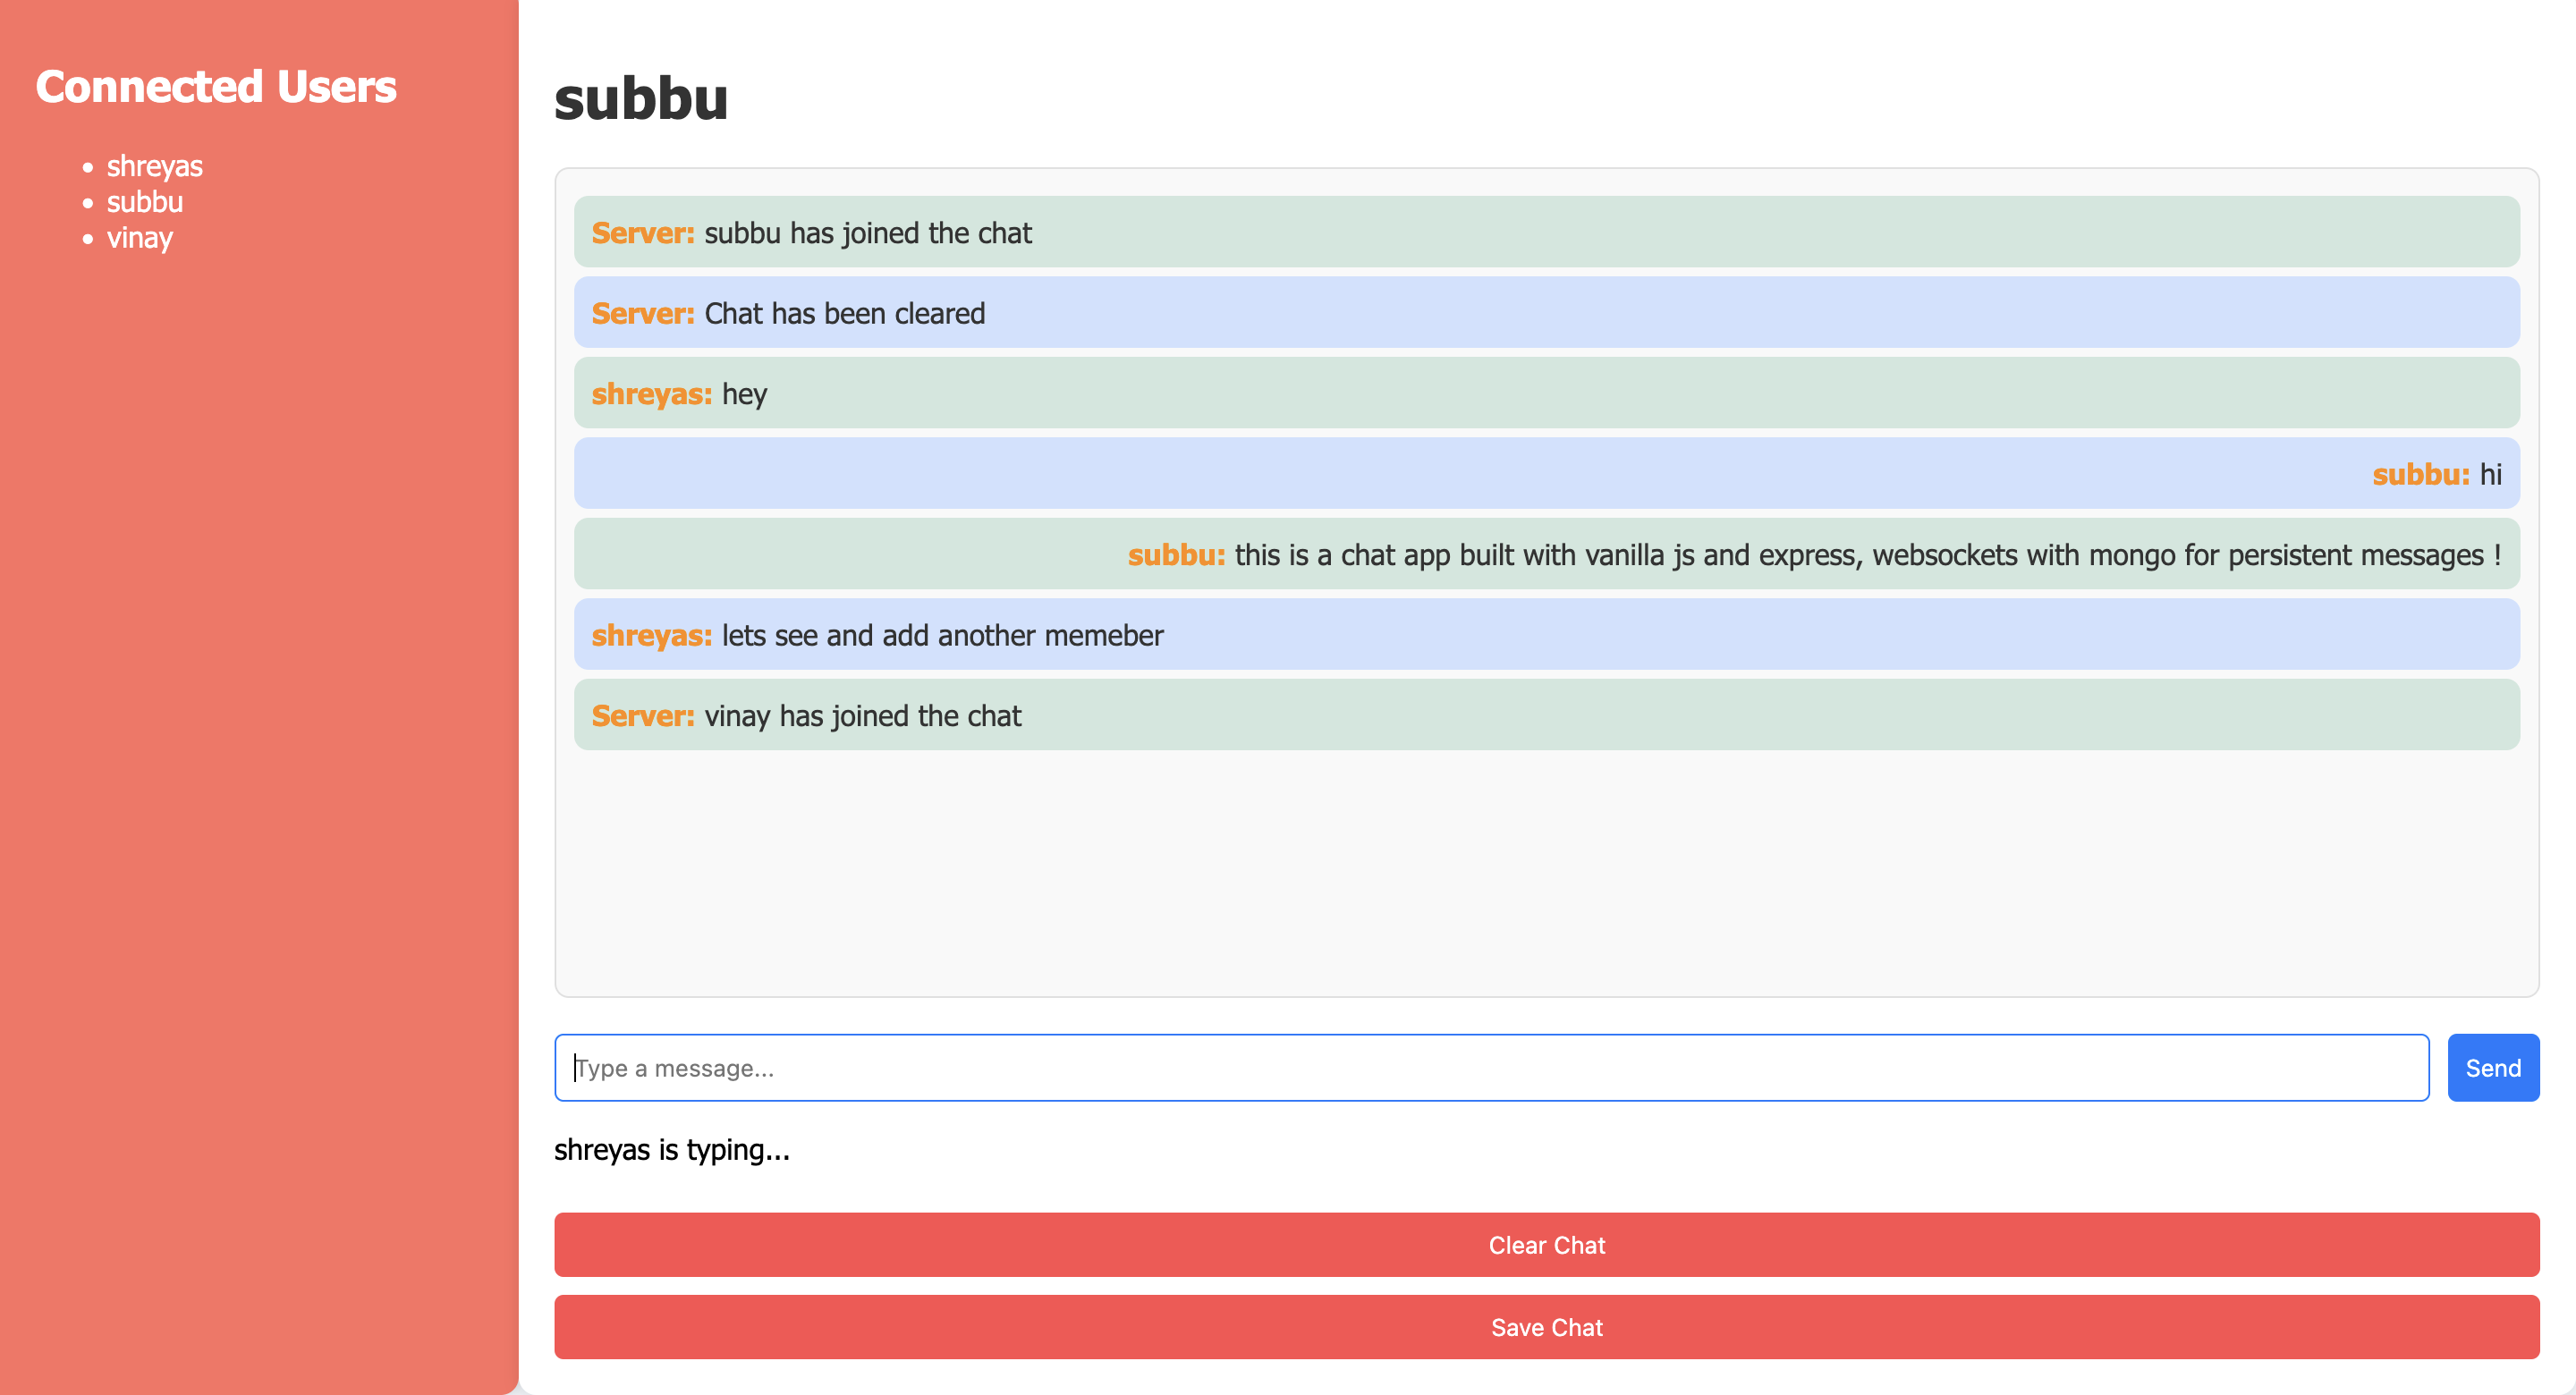 Connected Users
shreyas
subbu
vinay
subbu
Server: subbu has joined the chat
Server: Chat has been cleared
shreyas: hey
subbu: hi
subbu: this is a chat app built with vanilla js and express, websockets with mongo for persistent messages !
shreyas: lets see and add another memeber
Server: vinay has joined the chat
Type a message...
Send
shreyas is typing...
Clear Chat
Save Chat